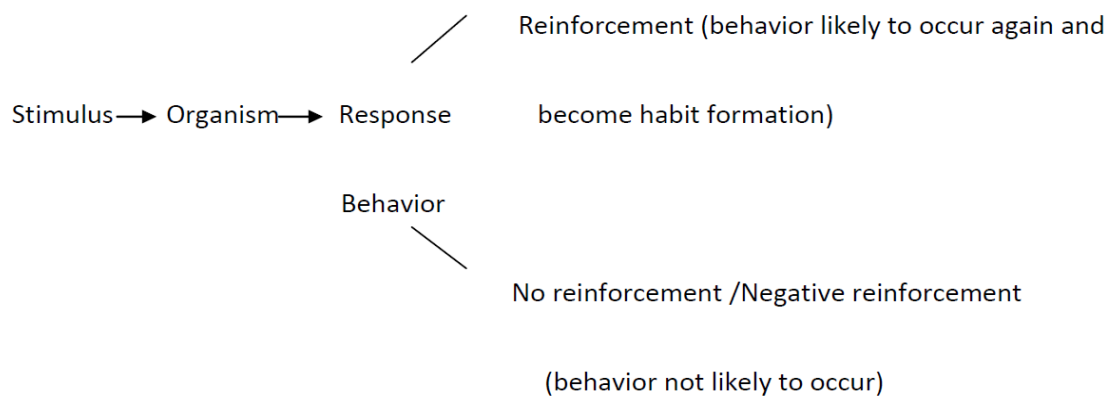 Reinforcement (behavior likely to occur again and
Stimulus Organism Response become habit formation)
Behavior
No reinforcement /Negative reinforcement
(behavior not likely to occur)